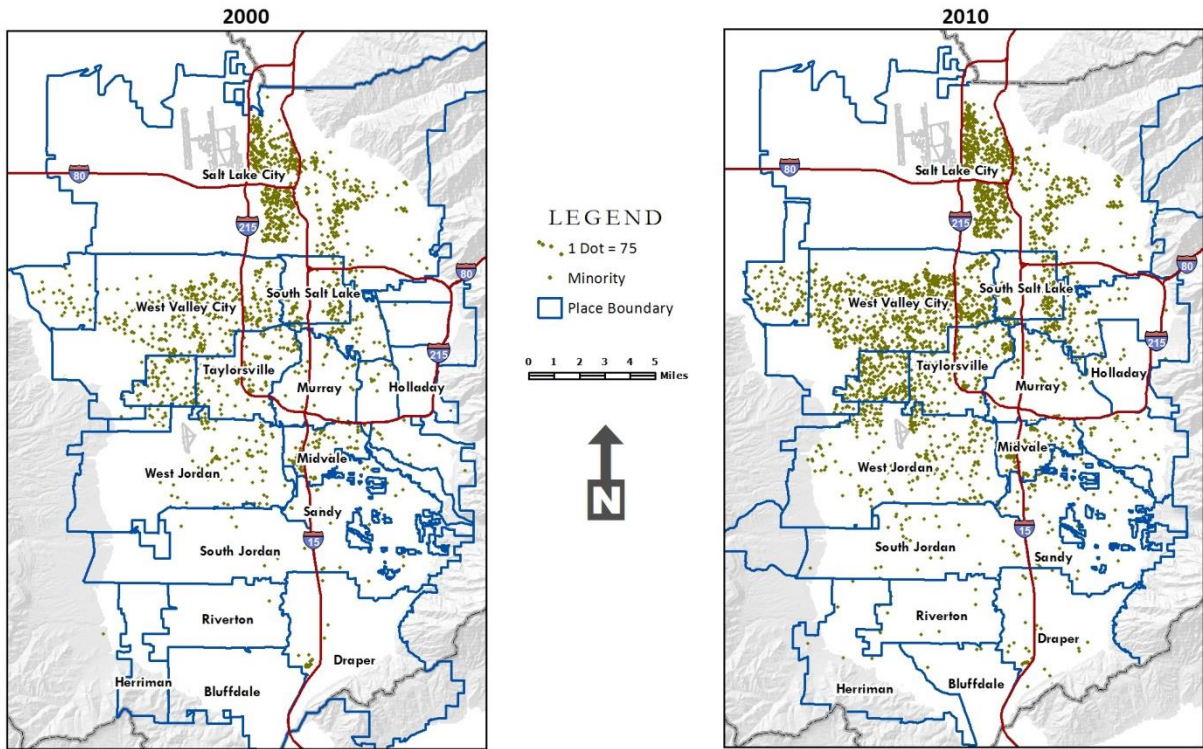 2000
2010
Salt Lake City
80
215
80
West Valley City
South Salt Lake
215
Taylorsville
Murray
Holladay
Midvale
West Jordan
Sandy
15
South Jordan
Riverton
Draper
Herriman
Bluffdale
LEGEND
1 Dot = 75
Minority
Place Boundary
0 1 2 3 4 5
Miles
N
Salt Lake City
80
215
80
West Valley City
South Salt Lake
215
Taylorsville
Holladay
Murray
Midvale
West Jordan
15
South Jordan
Sandy
Riverton
Draper
Bluffdale
Herriman